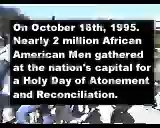 On October 16th, 1995.
Nearly 2 million African
American Men gathered
at the nation's capital for
a Holy Day of Atonement
and Reconciliation.